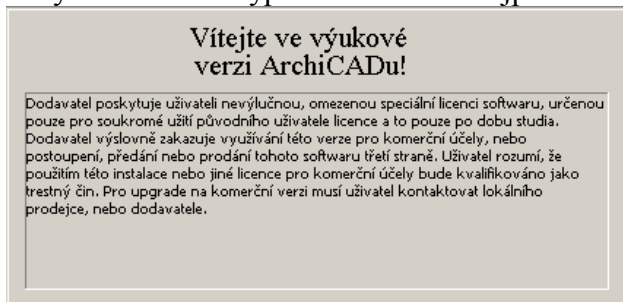 Vítejte ve výukové
verzi ArchiCADu!
Dodavatel poskytuje uživateli nevýlučnou, omezenou speciální licenci softwaru, určenou
pouze pro soukromé užití původního uživatele licence a to pouze po dobu studia.
Dodavatel výslovně zakazuje využívání této verze pro komerční účely, nebo
postoupení, předání nebo prodání tohoto softwaru třetí straně. Uživatel rozumí, že
použitím této instalace nebo jiné licence pro komerční účely bude kvalifikováno jako
trestný čin. Pro upgrade na komerční verzi musí uživatel kontaktovat lokálního
prodejce, nebo dodavatele.